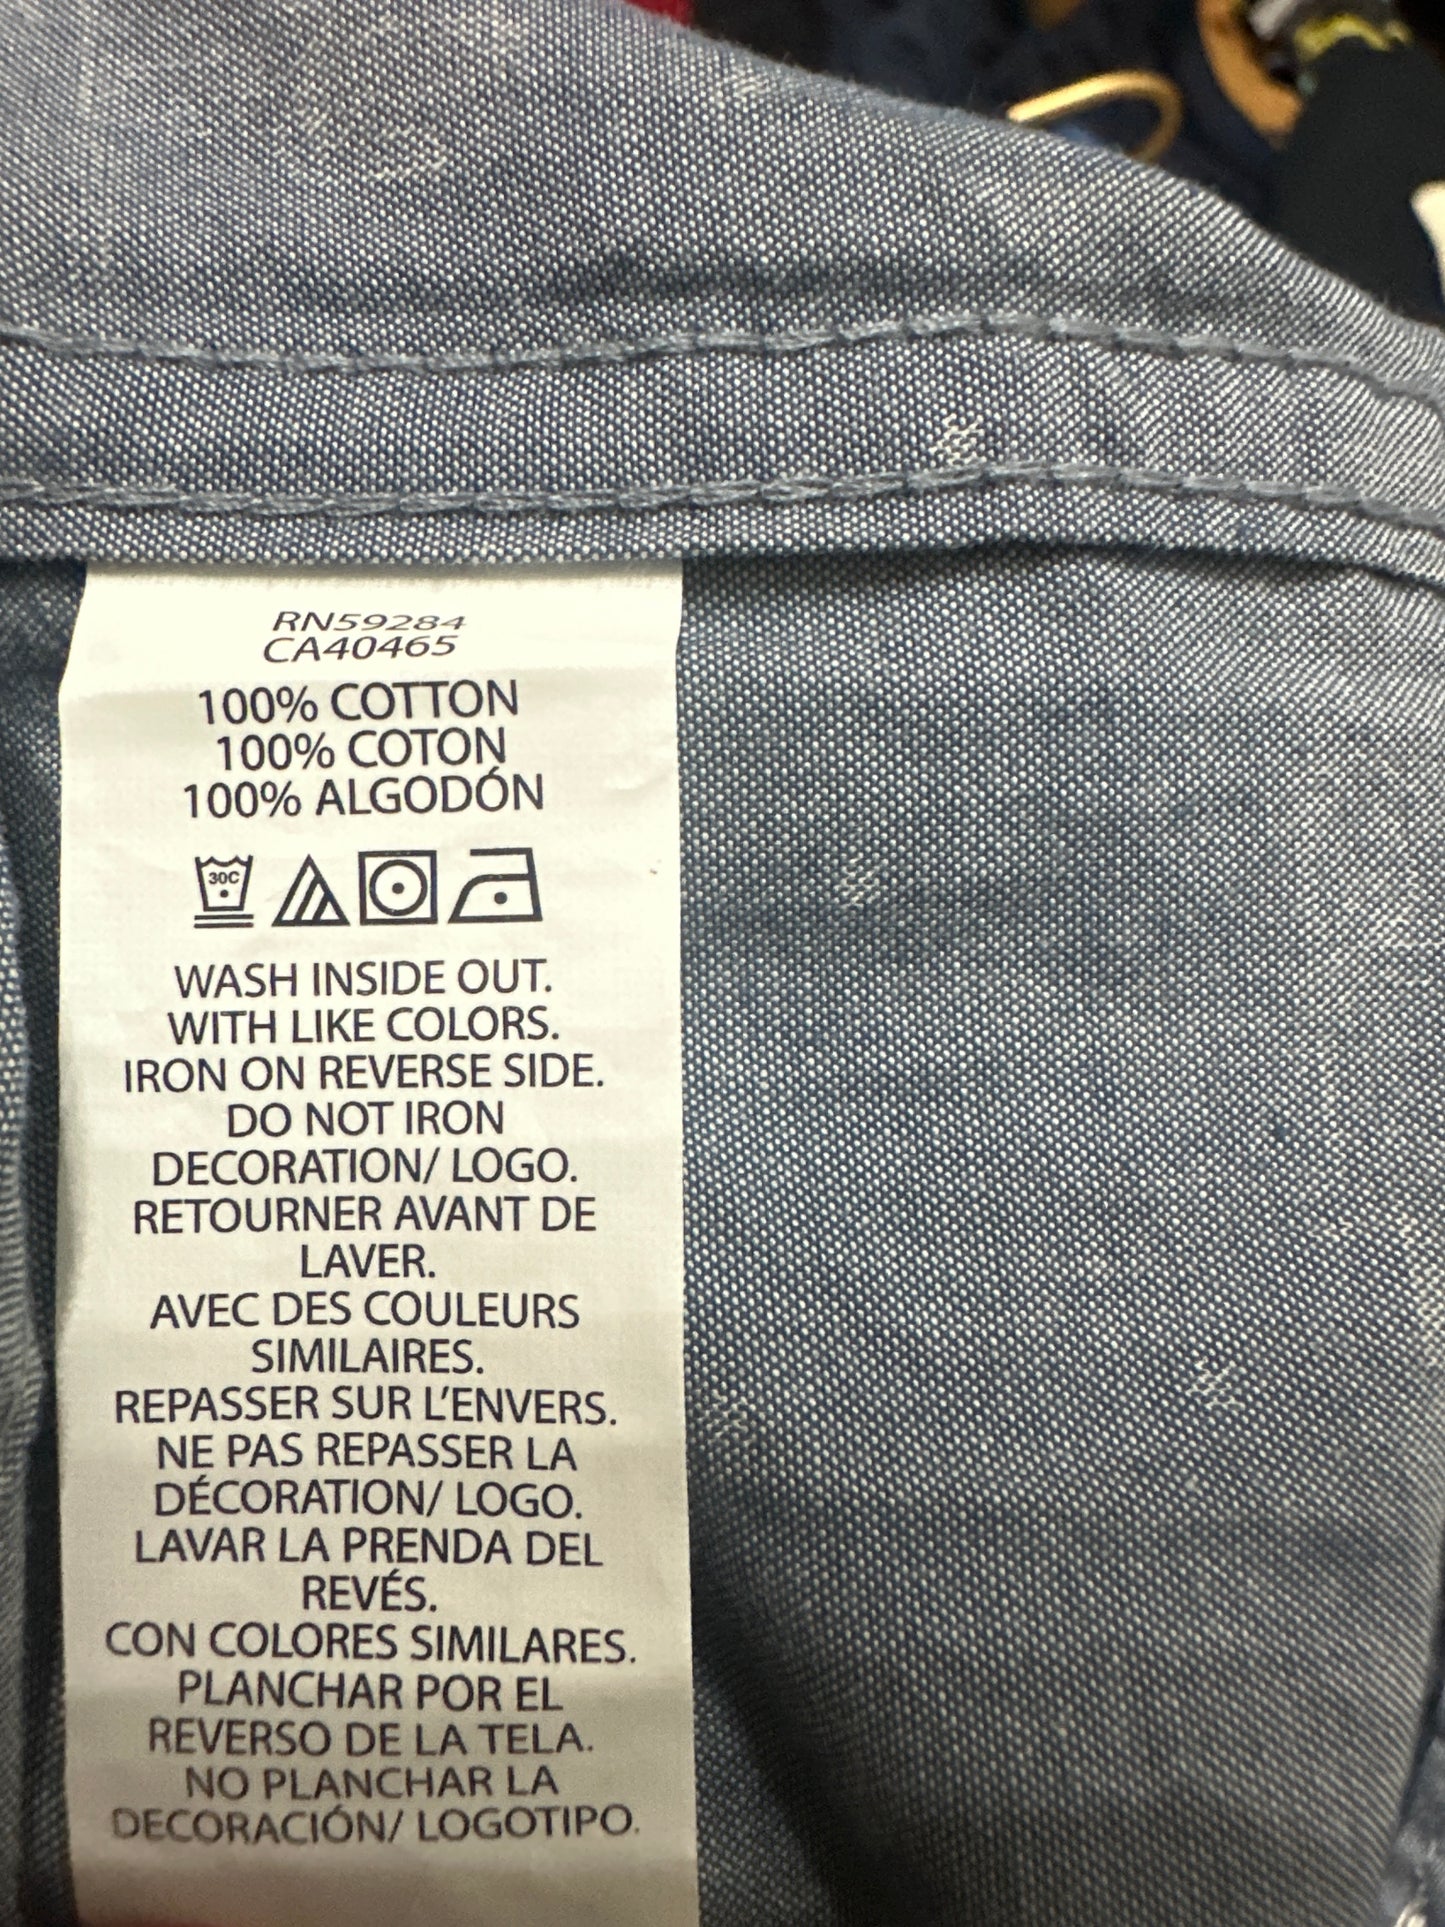 RN59284
CA40465
100% COTTON
100% COTON
100% ALGODÓN
30C
WASH INSIDE OUT.
WITH LIKE COLORS.
IRON ON REVERSE SIDE.
DO NOT IRON
DECORATION/ LOGO.
RETOURNER AVANT DE
LAVER.
AVEC DES COULEURS
SIMILAIRES.
REPASSER SUR L'ENVERS.
NE PAS REPASSER LA
DÉCORATION/ LOGO.
LAVAR LA PRENDA DEL
REVÉS.
CON COLORES SIMILARES.
PLANCHAR POR EL
REVERSO DE LA TELA.
NO PLANCHAR LA
DECORACIÓN/ LOGOTIPO.